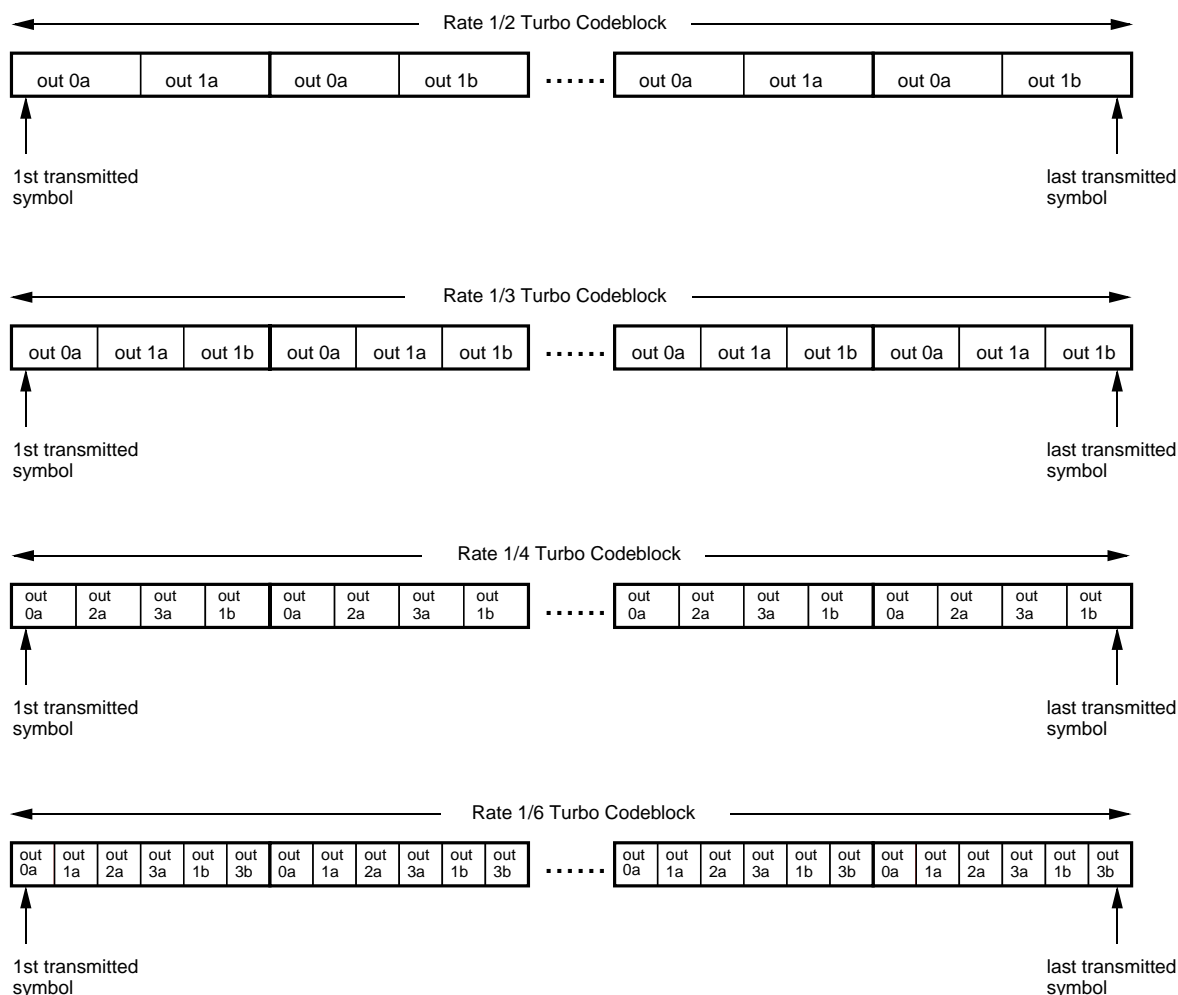 Rate 1/2 Turbo Codeblock
out 0a out 1a out 0a out 1b ...... out 0a out 1a out 0a out 1b
1st transmitted symbol
last transmitted symbol
Rate 1/3 Turbo Codeblock
out 0a out 1a out 1b out 0a out 1a out 1b ...... out 0a out 1a out 1b out 0a out 1a out 1b
1st transmitted symbol
last transmitted symbol
Rate 1/4 Turbo Codeblock
out 0a out 2a out 3a out 1b out 0a out 2a out 3a out 1b ...... out 0a out 2a out 3a out 1b out 0a out 2a out 3a out 1b
1st transmitted symbol
last transmitted symbol
Rate 1/6 Turbo Codeblock
out 0a out 1a out 2a out 3a out 1b out 3b out 0a out 1a out 2a out 3a out 1b out 3b ...... out 0a out 1a out 2a out 3a out 1b out 3b out 0a out 1a out 2a out 3a out 1b out 3b
1st transmitted symbol
last transmitted symbol